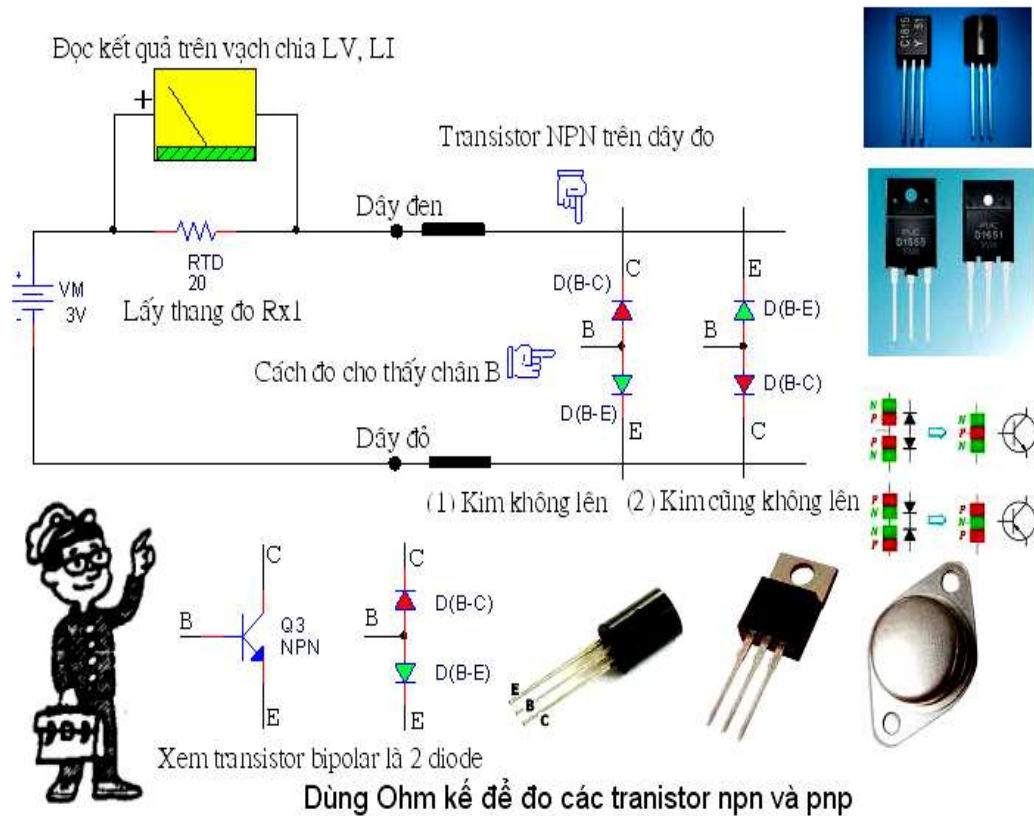 Đọc kết quả trên vạch chia LV, LI
+
C1815
Y 51
Transistor NPN trên dây đo
Dây đen
RTD
20
+
VM
3V
-
Lấy thang đo Rx1
C
E
D(B-C)
D(B-E)
B
B
Cách đo cho thấy chân B
D(B-E)
D(B-C)
E
C
Dây đỏ
D1651
(1) Kim không lên
(2) Kim cũng không lên
N
P
P
N
N
P
N
P
N
N
P
P
N
P
C
B
Q3
NPN
E
C
D(B-C)
B
D(B-E)
E
E
B
C
Xem transistor bipolar là 2 diode
Dùng Ohm kế để đo các tranistor npn và pnp